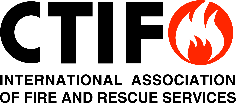 CTIF
INTERNATIONAL ASSOCIATION
OF FIRE AND RESCUE SERVICES